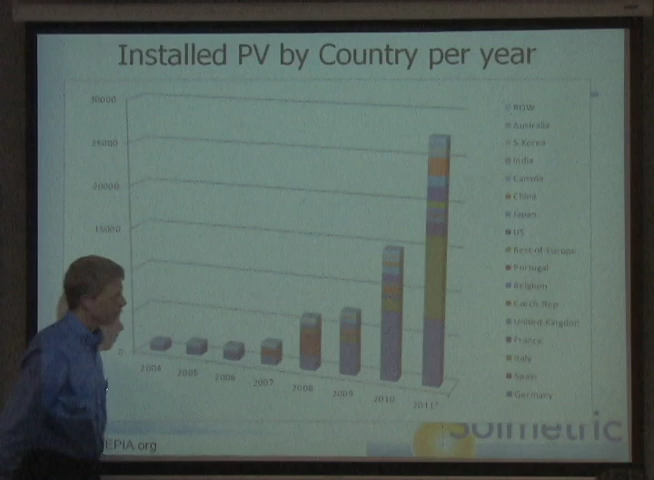 Installed PV by Country per year
30000
25000
20000
15000
0
2004
2005
2006
2007
2008
2009
2010
2011*
ROW
Australia
S.Korea
India
Canada
China
Japan
US
Rest of Europe
Portugal
Belgium
Czech Rep
United Kingdom
France
Italy
Spain
Germany
EPIA.org
Solmetric